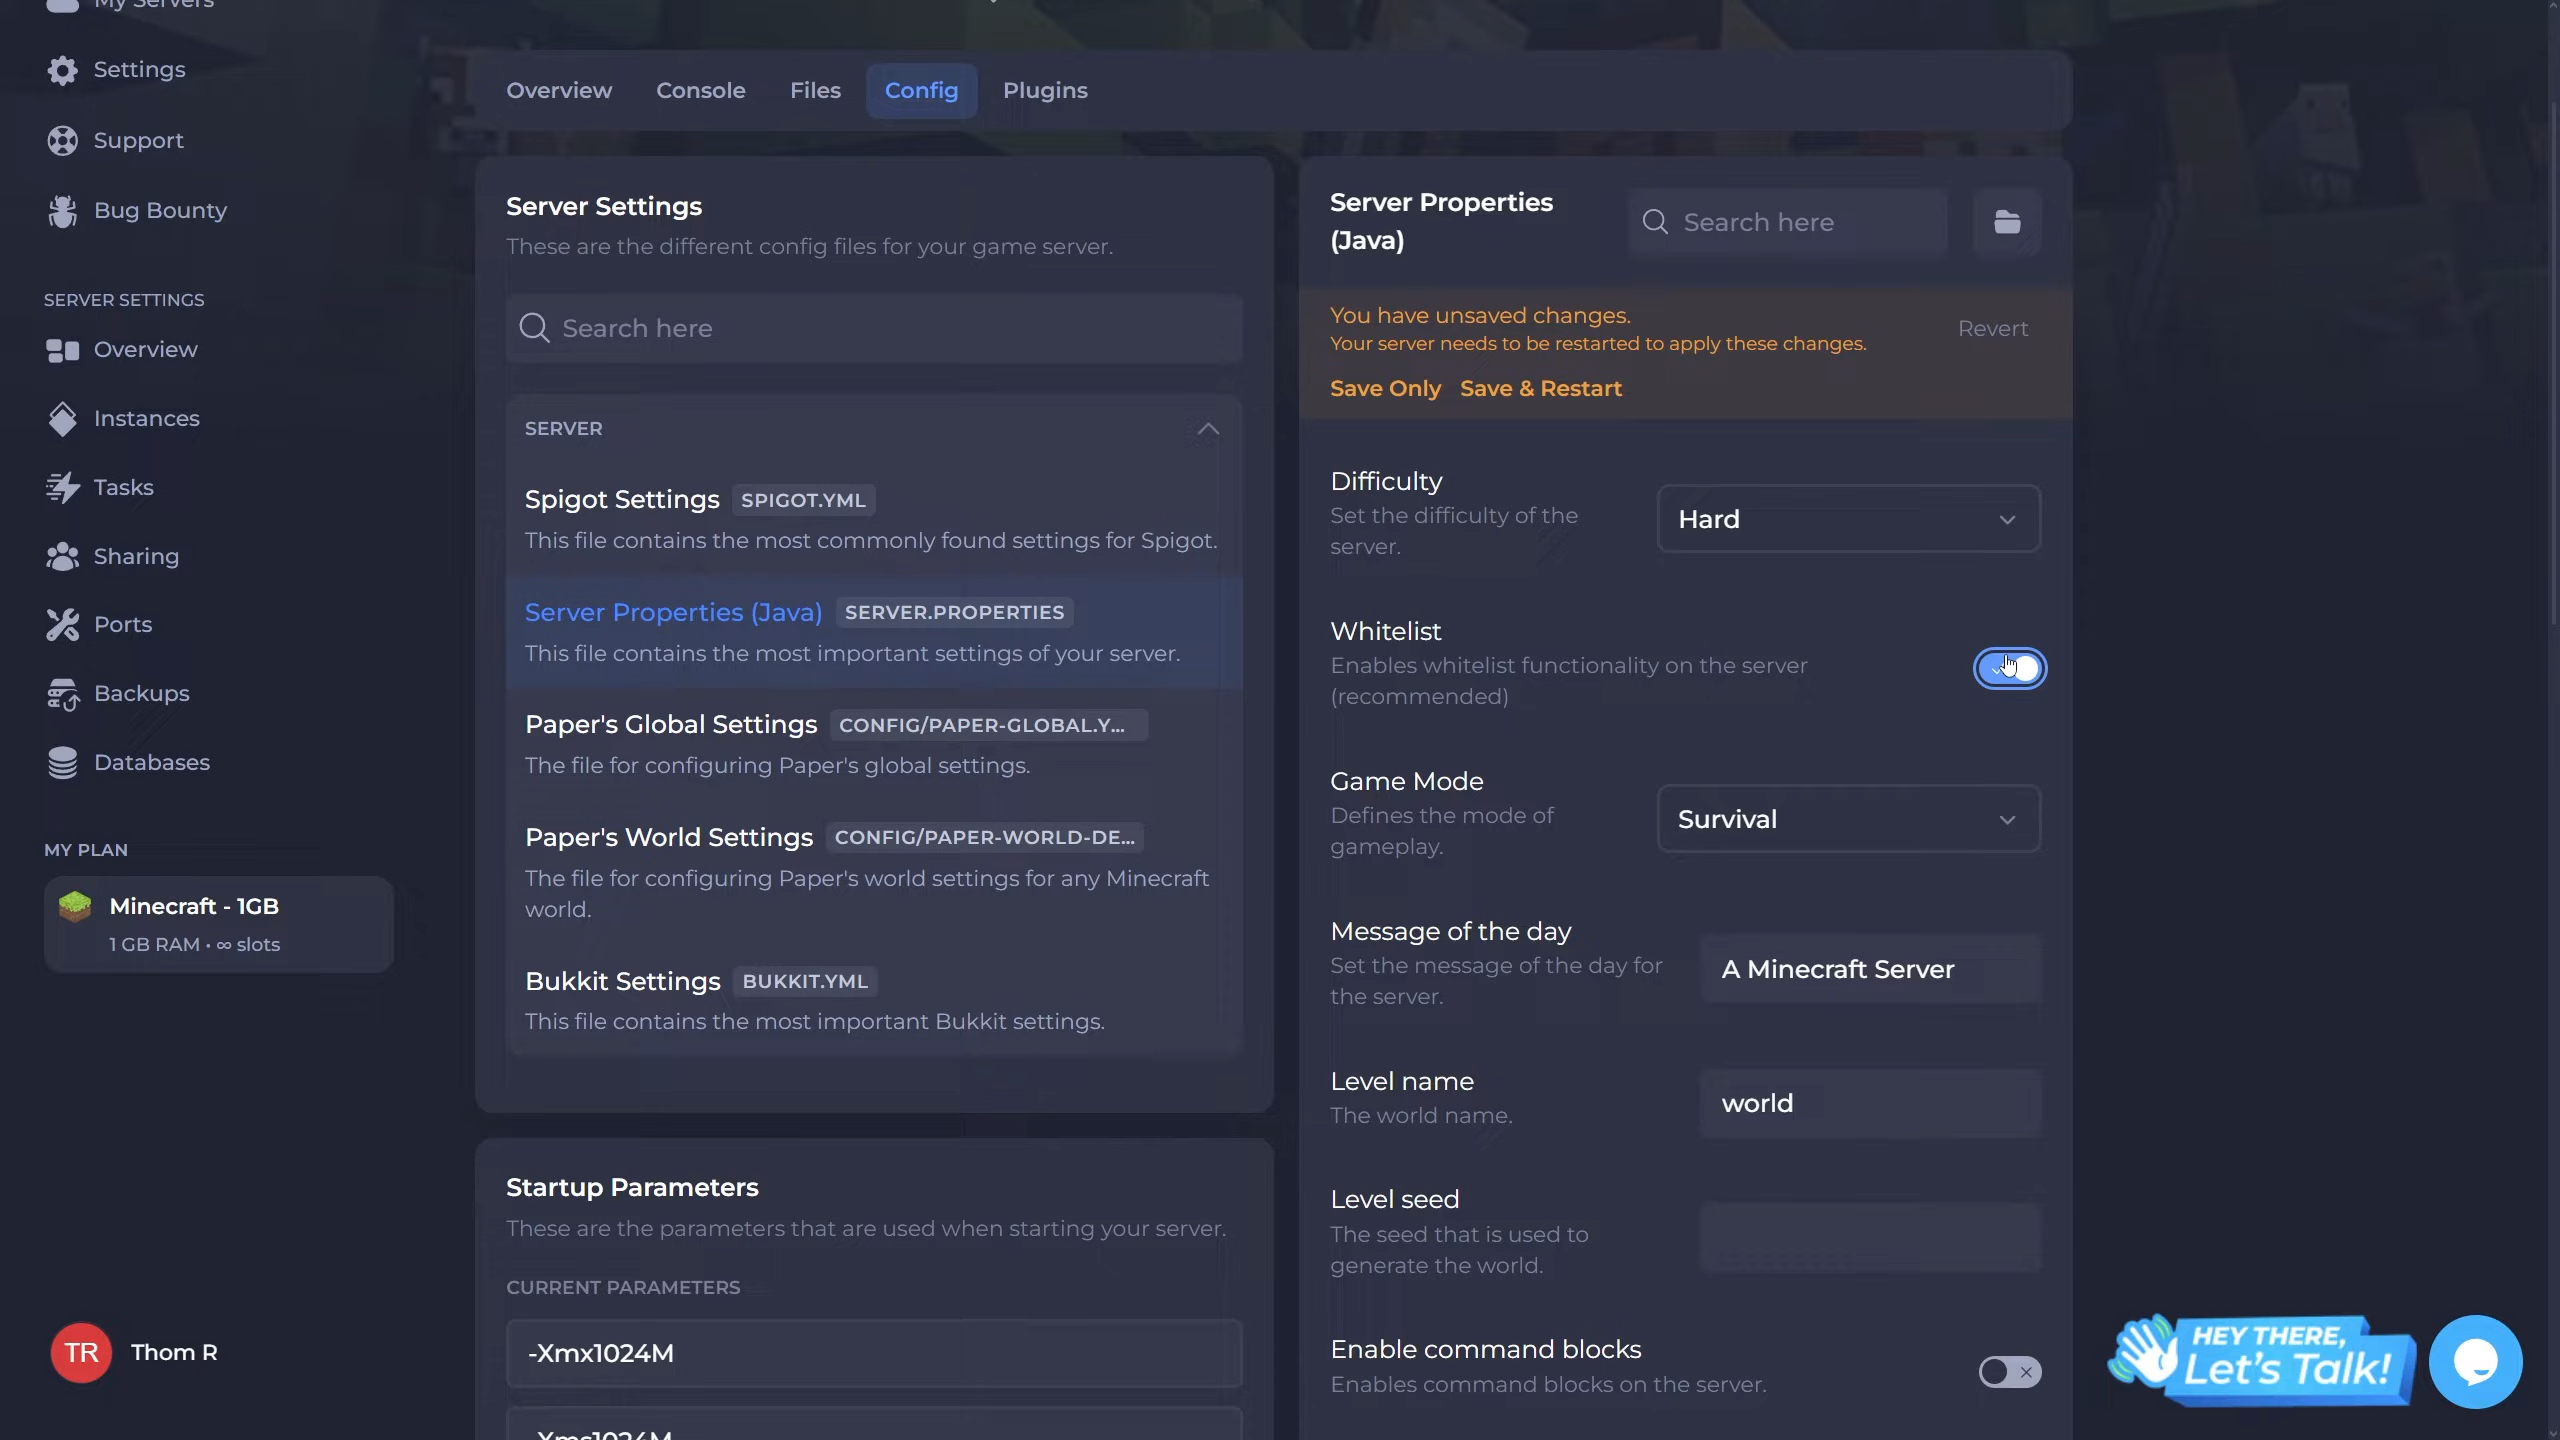 My Servers
Settings
Support
Bug Bounty
SERVER SETTINGS
Overview
Instances
Tasks
Sharing
Ports
Backups
Databases
MY PLAN
Minecraft - 1GB
1 GB RAM • ∞ slots
TR
Thom R
Overview
Console
Files
Config
Plugins
Server Settings
These are the different config files for your game server.
Search here
SERVER
Spigot Settings SPIGOT.YML
This file contains the most commonly found settings for Spigot.
Server Properties (Java) SERVER.PROPERTIES
This file contains the most important settings of your server.
Paper's Global Settings CONFIG/PAPER-GLOBAL.Y...
The file for configuring Paper's global settings.
Paper's World Settings CONFIG/PAPER-WORLD-DE...
The file for configuring Paper's world settings for any Minecraft
world.
Bukkit Settings BUKKIT.YML
This file contains the most important Bukkit settings.
Startup Parameters
These are the parameters that are used when starting your server.
CURRENT PARAMETERS
-Xmx1024M
-Xms1024M
Server Properties
(Java)
Search here
You have unsaved changes.
Your server needs to be restarted to apply these changes.
Revert
Save Only Save & Restart
Difficulty
Set the difficulty of the
server.
Hard
Whitelist
Enables whitelist functionality on the server
(recommended)
Game Mode
Defines the mode of
gameplay.
Survival
Message of the day
Set the message of the day for
the server.
A Minecraft Server
Level name
The world name.
world
Level seed
The seed that is used to
generate the world.
Enable command blocks
Enables command blocks on the server.
HEY THERE,
Let's Talk!